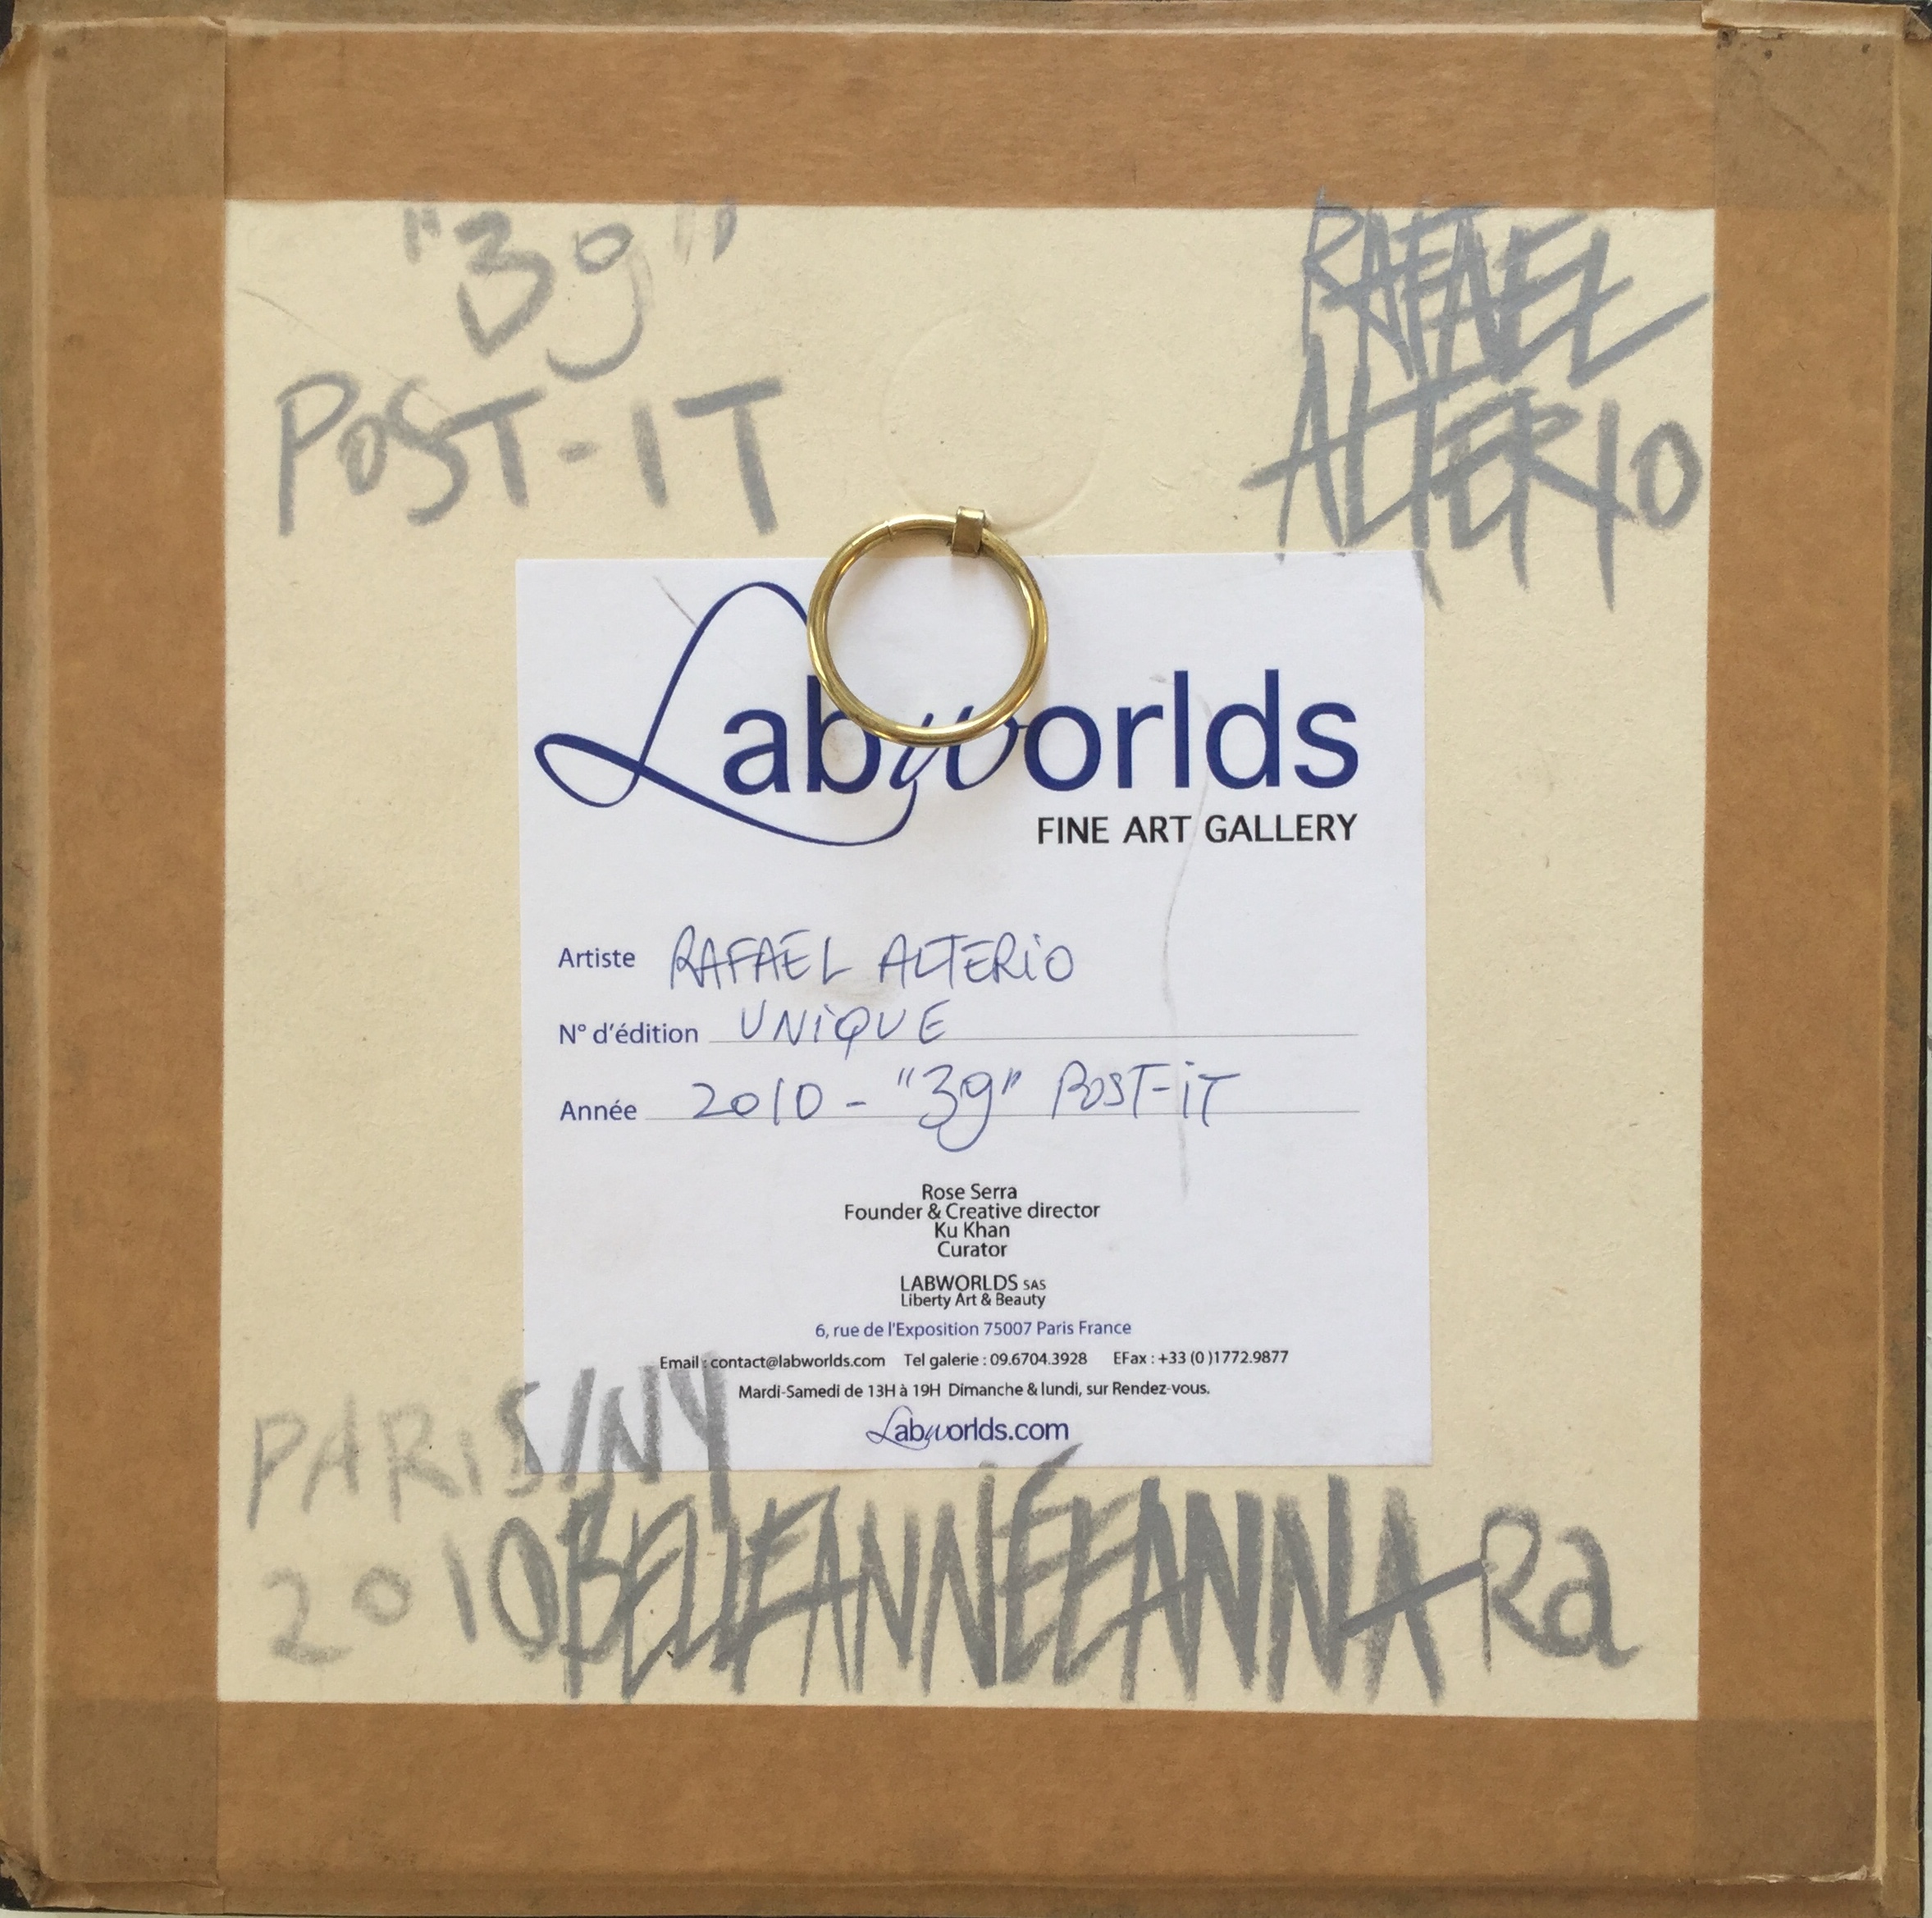 "39"
POST-IT
RAFAEL
ALTERIO
Labworlds
FINE ART GALLERY
Artiste RAFAEL ALTERiO
N° d'édition UNiQUE
Année 2010 - "39" POST-iT
Rose Serra
Founder & Creative director
Ku Khan
Curator
LABWORLDS SAS
Liberty Art & Beauty
6, rue de l'Exposition 75007 Paris France
Email : contact@labworlds.com Tel galerie : 09.6704.3928 EFax : +33 (0 )1772.9877
Mardi-Samedi de 13H à 19H Dimanche & lundi, sur Rendez-vous.
Labworlds.com
PARiS/NY
2010BELLEANNÉEANNARa